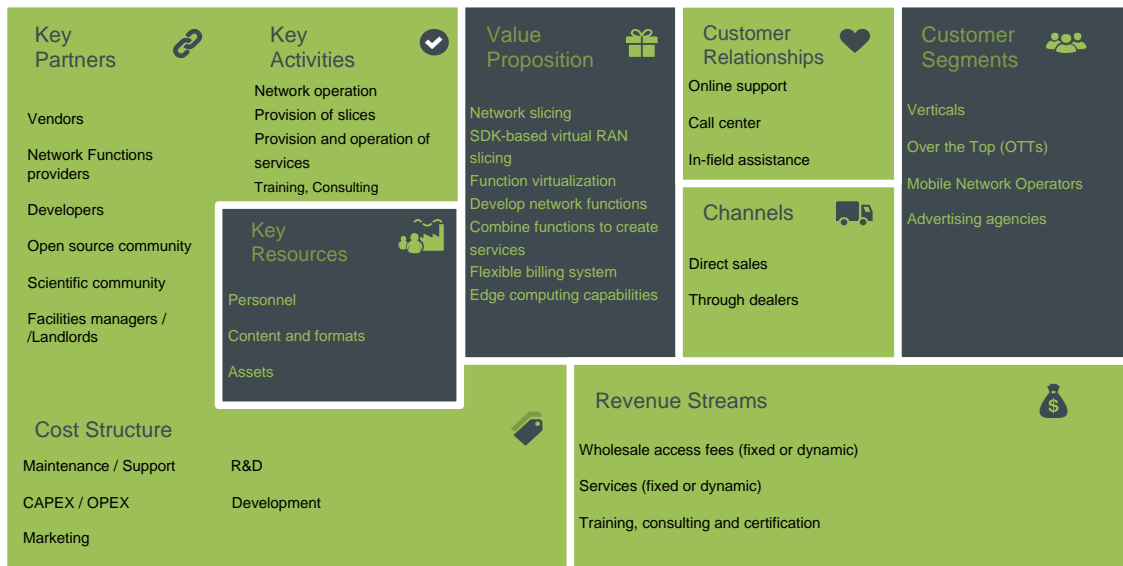 Key
Partners
Vendors
Network Functions
providers
Developers
Open source community
Scientific community
Facilities managers /
/Landlords
Key
Activities
Network operation
Provision of slices
Provision and operation of
services
Training, Consulting
Key
Resources
Personnel
Content and formats
Assets
Value
Proposition
Network slicing
SDK-based virtual RAN
slicing
Function virtualization
Develop network functions
Combine functions to create
services
Flexible billing system
Edge computing capabilities
Customer
Relationships
Online support
Call center
In-field assistance
Channels
Direct sales
Through dealers
Customer
Segments
Verticals
Over the Top (OTTs)
Mobile Network Operators
Advertising agencies
Cost Structure
Maintenance / Support
CAPEX / OPEX
Marketing
R&D
Development
Revenue Streams
$
Wholesale access fees (fixed or dynamic)
Services (fixed or dynamic)
Training, consulting and certification